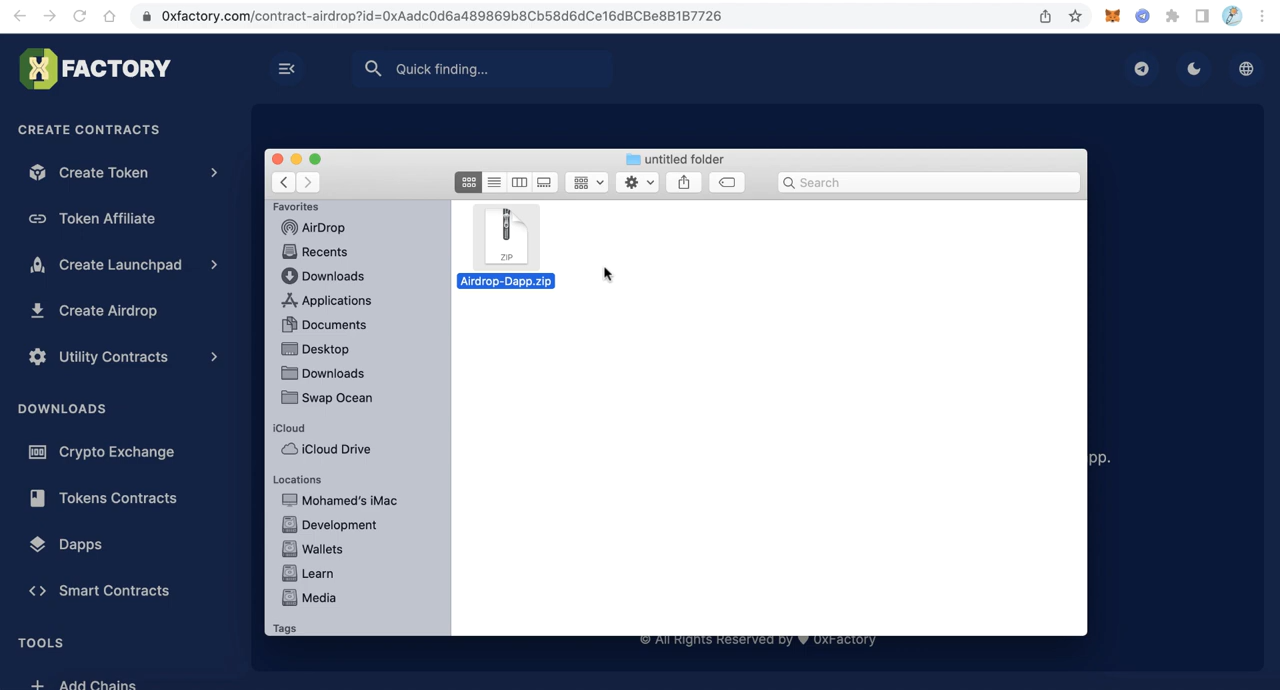 0xfactory.com/contract-airdrop?id=0xAadc0d6a489869b8Cb58d6dCe16dBCBe8B1B7726
X FACTORY
Quick finding...
CREATE CONTRACTS
Create Token
Token Affiliate
Create Launchpad
Create Airdrop
Utility Contracts
DOWNLOADS
Crypto Exchange
Tokens Contracts
Dapps
Smart Contracts
TOOLS
Add Chains
untitled folder
Search
Favorites
AirDrop
Recents
Downloads
Applications
Documents
Desktop
Downloads
Swap Ocean
iCloud
iCloud Drive
Locations
Mohamed's iMac
Development
Wallets
Learn
Media
Tags
ZIP
Airdrop-Dapp.zip
pp.
© All Rights Reserved by ♥ 0xFactory